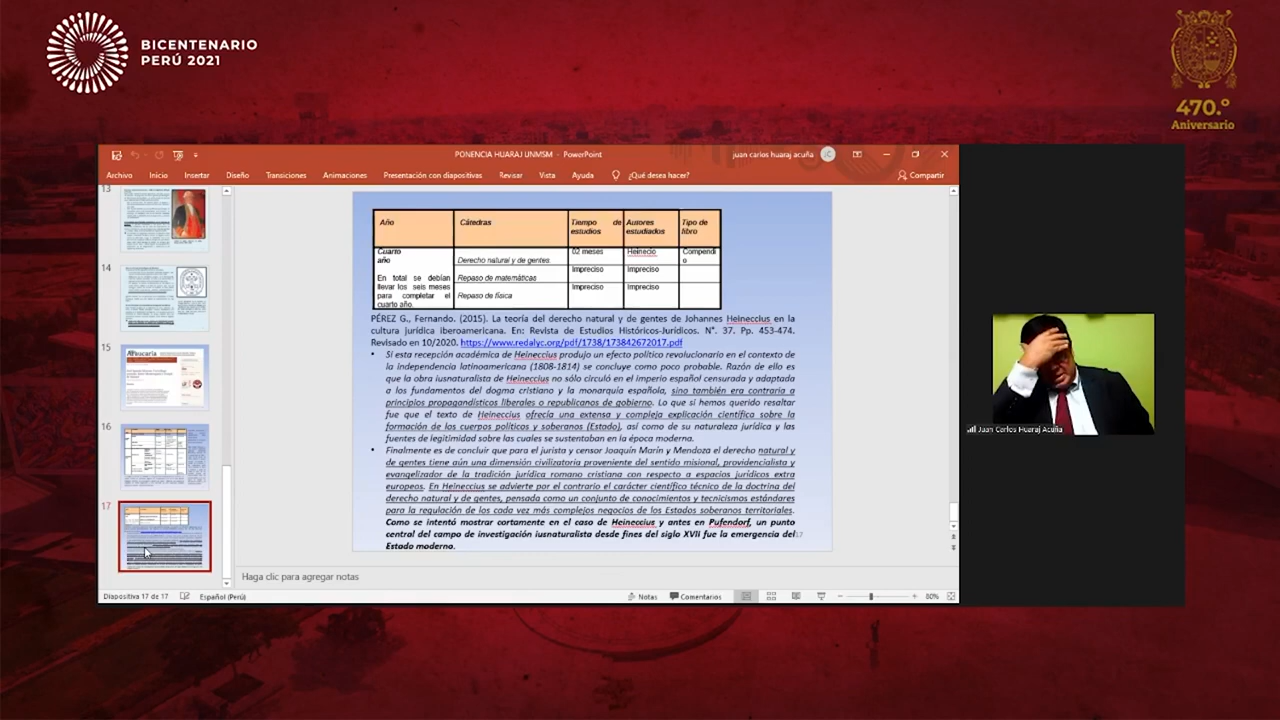 BICENTENARIO
PERÚ 2021
470.°
Aniversario
PONENCIA HUARAJ UNMSM - PowerPoint
juan carlos huaraj acuña
JC
Archivo Inicio Insertar Diseño Transiciones Animaciones Presentación con diapositivas Revisar Vista Ayuda ¿Qué desea hacer? Compartir
13
14
15
16
17
Año Cátedras Tiempo de estudios Autores estudiados Tipo de libro
Cuarto año
Derecho natural y de gentes 02 meses Heinecio Compendio
En total se debían llevar los seis meses para completar el cuarto año.
Repaso de matemáticas Impreciso Impreciso
Repaso de física Impreciso Impreciso
PÉREZ G., Fernando. (2015). La teoría del derecho natural y de gentes de Johannes Heineccius en la
cultura jurídica iberoamericana. En: Revista de Estudios Históricos-Jurídicos. N°. 37. Pp. 453-474.
Revisado en 10/2020. https://www.redalyc.org/pdf/1738/173842672017.pdf
• Si esta recepción académica de Heineccius produjo un efecto político revolucionario en el contexto de
la independencia latinoamericana (1808-1814) se concluye como poco probable. Razón de ello es
que la obra iusnaturalista de Heineccius no sólo circuló en el imperio español censurada y adaptada
a los fundamentos del dogma cristiano y la monarquía española, sino también era contraria a
principios propagandísticos liberales o republicanos de gobierno. Lo que sí hemos querido resaltar
fue que el texto de Heineccius ofrecía una extensa y compleja explicación científica sobre la
formación de los cuerpos políticos y soberanos (Estado), así como de su naturaleza jurídica y las
fuentes de legitimidad sobre las cuales se sustentaban en la época moderna.
• Finalmente es de concluir que para el jurista y censor Joaquín Marín y Mendoza el derecho natural y
de gentes tiene aún una dimensión civilizatoria proveniente del sentido misional, providencialista y
evangelizador de la tradición jurídica romano cristiana con respecto a espacios jurídicos extra
europeos. En Heineccius se advierte por el contrario el carácter científico técnico de la doctrina del
derecho natural y de gentes, pensada como un conjunto de conocimientos y tecnicismos estándares
para la regulación de los cada vez más complejos negocios de los Estados soberanos territoriales.
Como se intentó mostrar cortamente en el caso de Heineccius y antes en Pufendorf, un punto
central del campo de investigación iusnaturalista desde fines del siglo XVII fue la emergencia del
Estado moderno.
17
Juan Carlos Huaraj Acuña
Haga clic para agregar notas
Diapositiva 17 de 17 Español (Perú) Notas Comentarios 80%